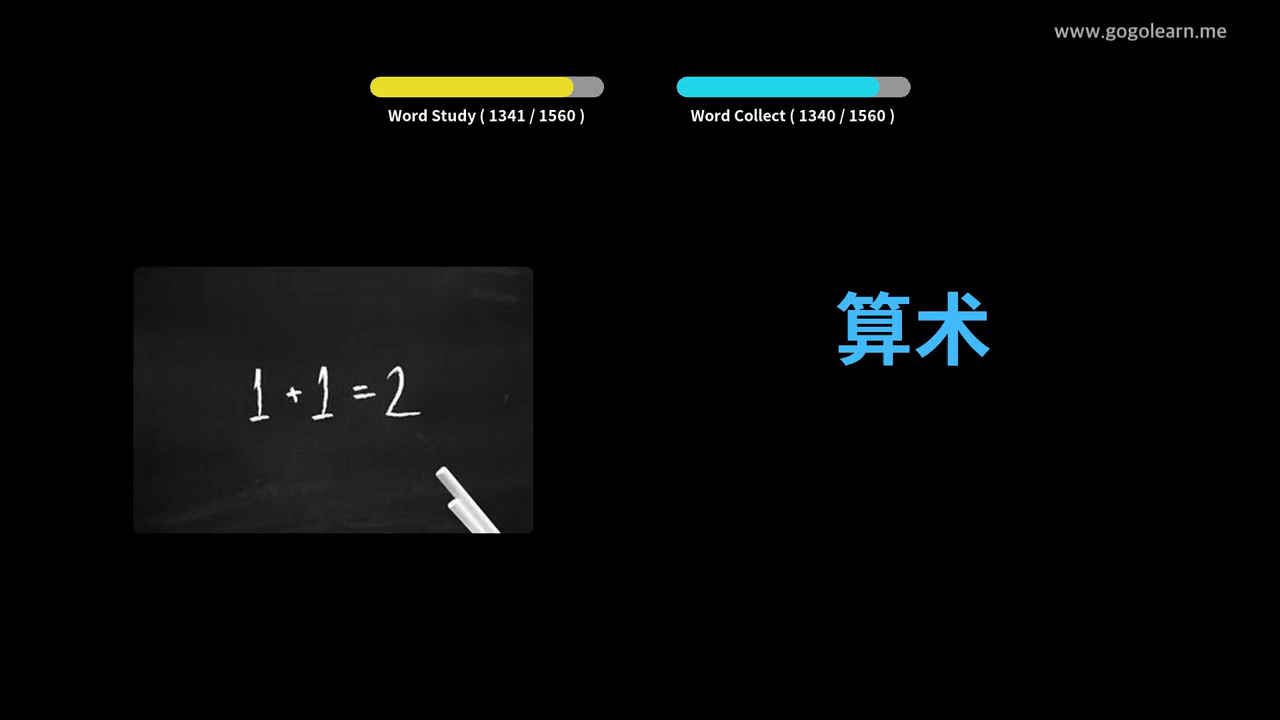 www.gogolearn.me
Word Study ( 1341 / 1560 )
Word Collect ( 1340 / 1560 )
算术
1 + 1 = 2